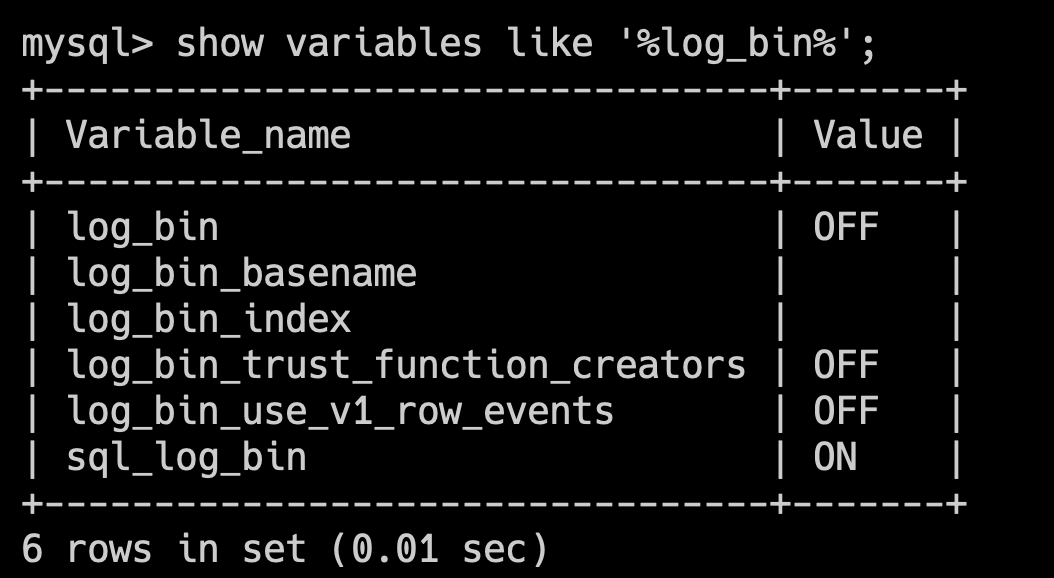 mysql> show variables like '%log_bin%';
+---------------------------------+-------+
| Variable_name                   | Value |
+---------------------------------+-------+
| log_bin                         | OFF   |
| log_bin_basename                |       |
| log_bin_index                   |       |
| log_bin_trust_function_creators | OFF   |
| log_bin_use_v1_row_events       | OFF   |
| sql_log_bin                     | ON    |
+---------------------------------+-------+
6 rows in set (0.01 sec)